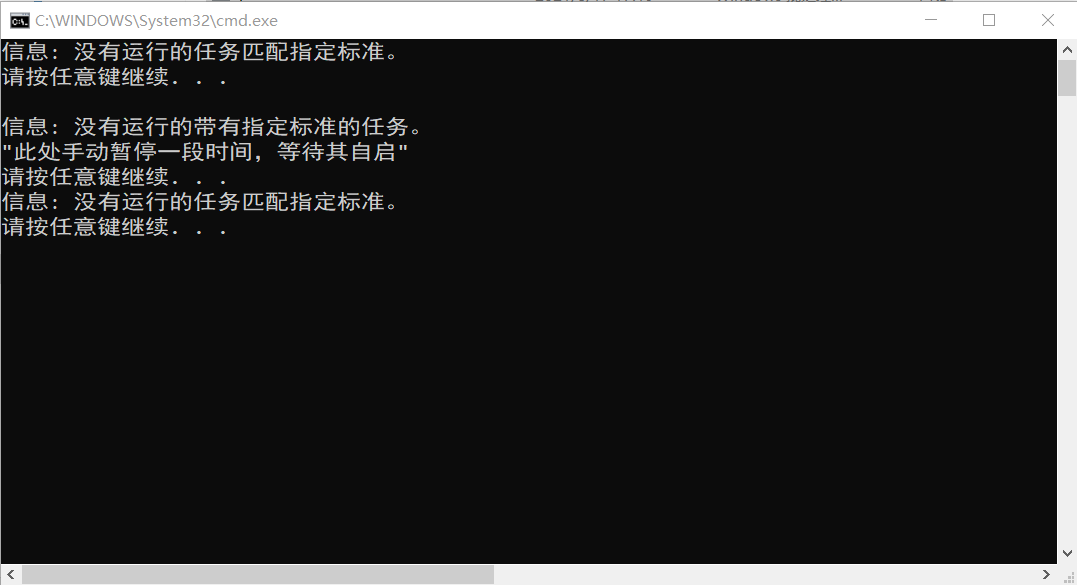 C:\WINDOWS\System32\cmd.exe
信息: 没有运行的任务匹配指定标准。
请按任意键继续. . .
信息: 没有运行的带有指定标准的任务。
"此处手动暂停一段时间，等待其自启"
请按任意键继续. . .
信息: 没有运行的任务匹配指定标准。
请按任意键继续. . .